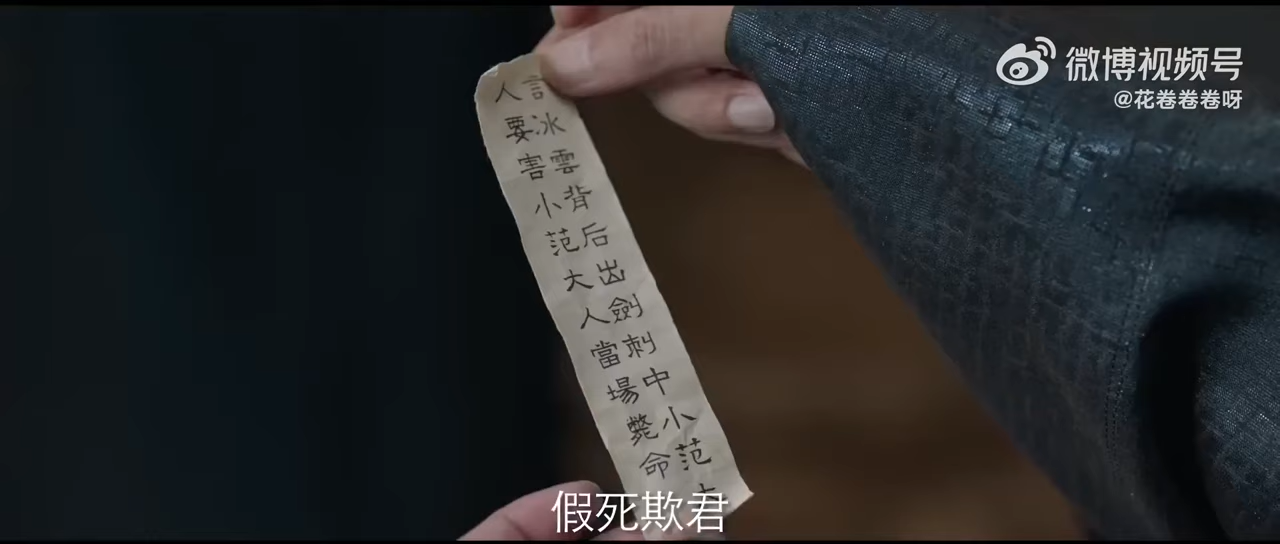 微博视频号
@花卷卷卷呀
言冰雲背后出劍刺中小范大
人要害小范大人當場斃命
假死欺君